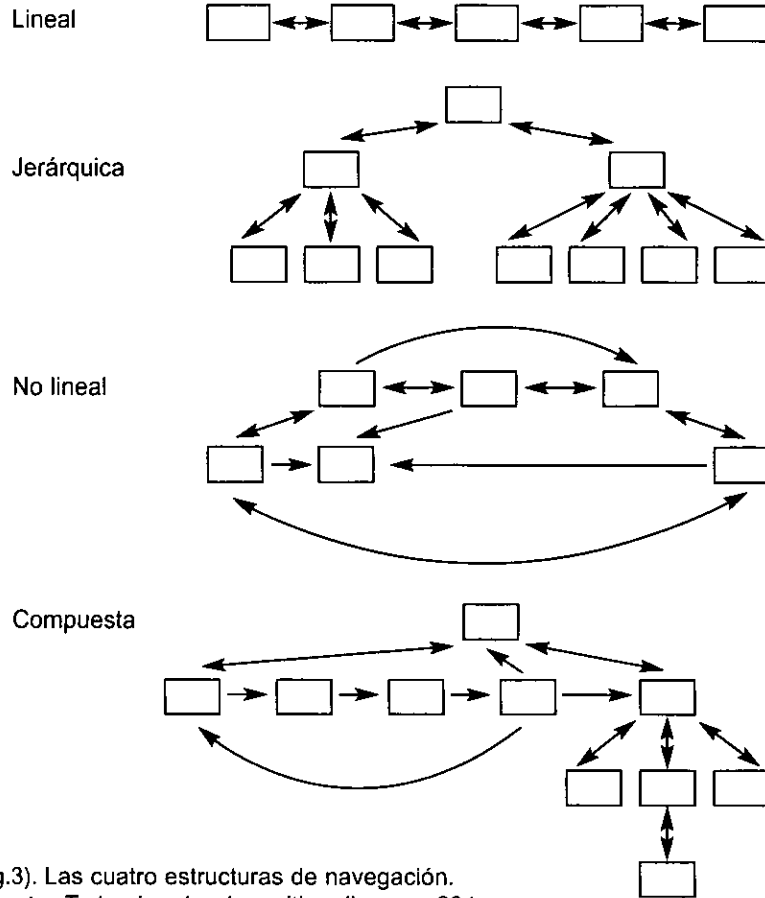 Lineal
Jerárquica
No lineal
Compuesta
g.3). Las cuatro estructuras de navegación.